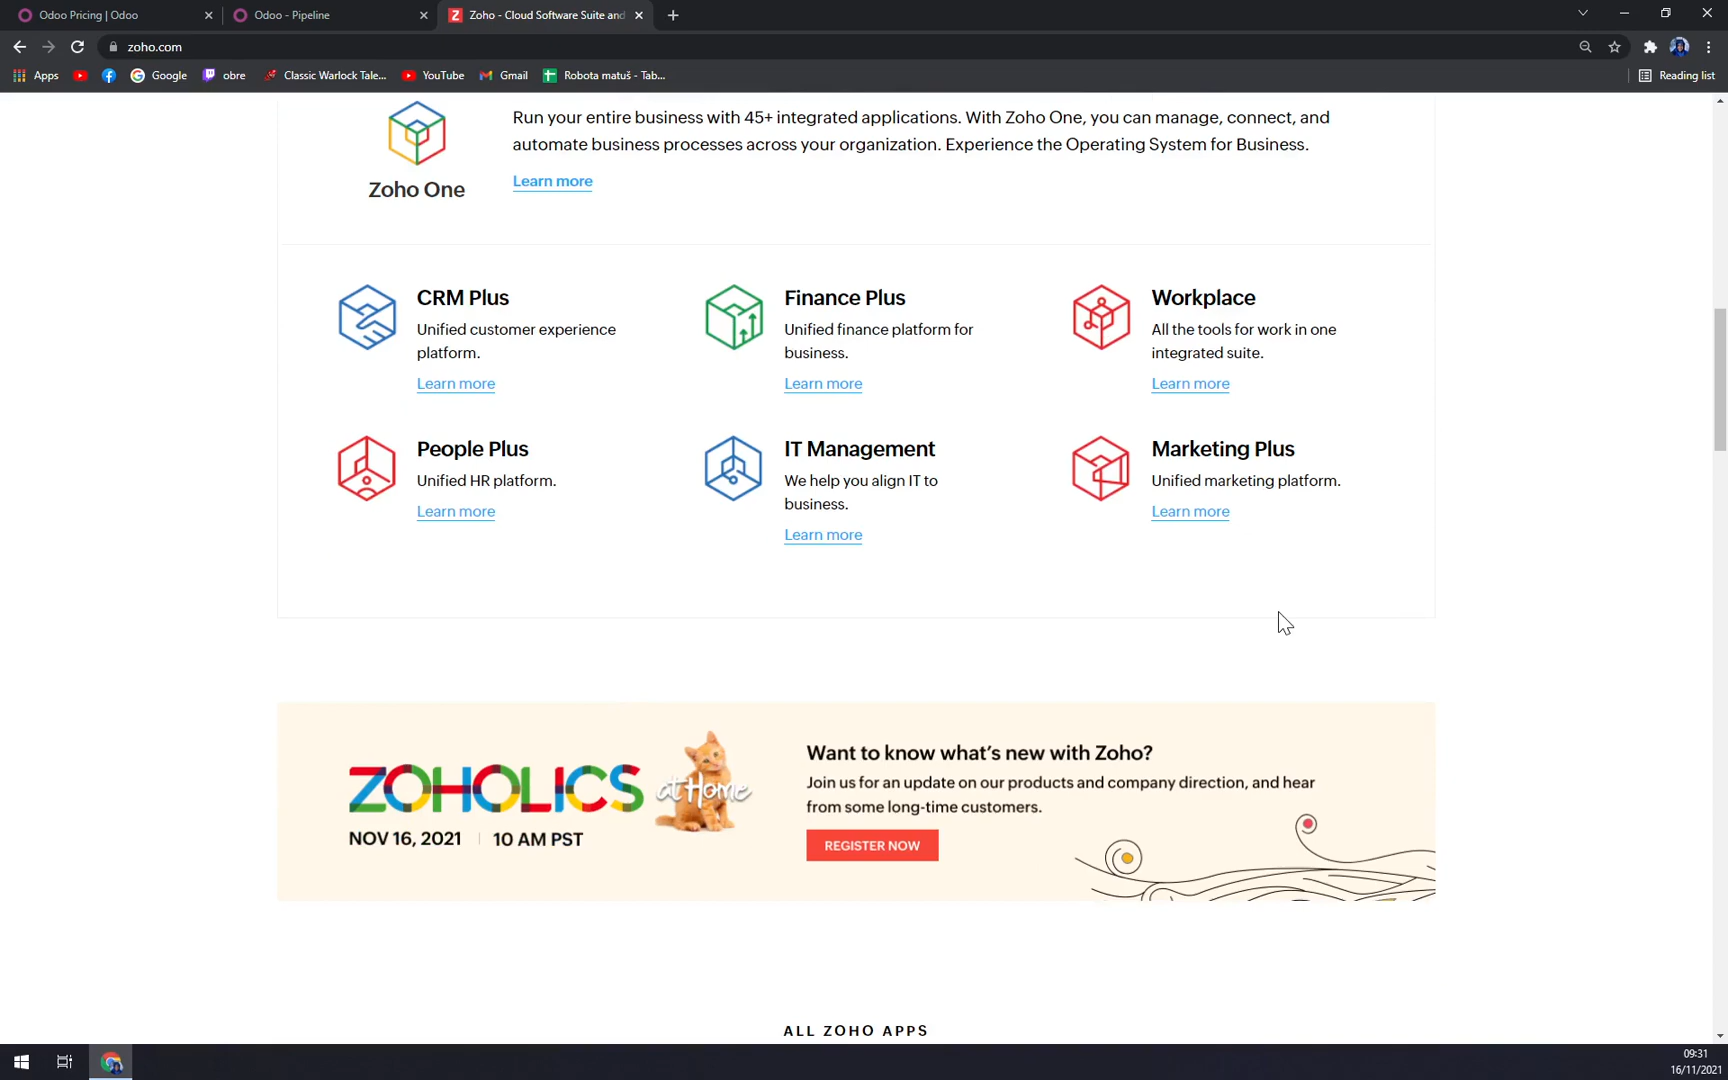 Odoo Pricing | Odoo
Odoo - Pipeline
Zoho - Cloud Software Suite and
zoho.com
Apps
Google
obre
Classic Warlock Tale...
YouTube
Gmail
Robota matuš - Tab...
Reading list
Run your entire business with 45+ integrated applications. With Zoho One, you can manage, connect, and
automate business processes across your organization. Experience the Operating System for Business.
Learn more
Zoho One
CRM Plus
Unified customer experience
platform.
Learn more
Finance Plus
Unified finance platform for
business.
Learn more
Workplace
All the tools for work in one
integrated suite.
Learn more
People Plus
Unified HR platform.
Learn more
IT Management
We help you align IT to
business.
Learn more
Marketing Plus
Unified marketing platform.
Learn more
ZOHOLICS
at Home
NOV 16, 2021 | 10 AM PST
Want to know what's new with Zoho?
Join us for an update on our products and company direction, and hear
from some long-time customers.
REGISTER NOW
ALL ZOHO APPS
09:31
16/11/2021